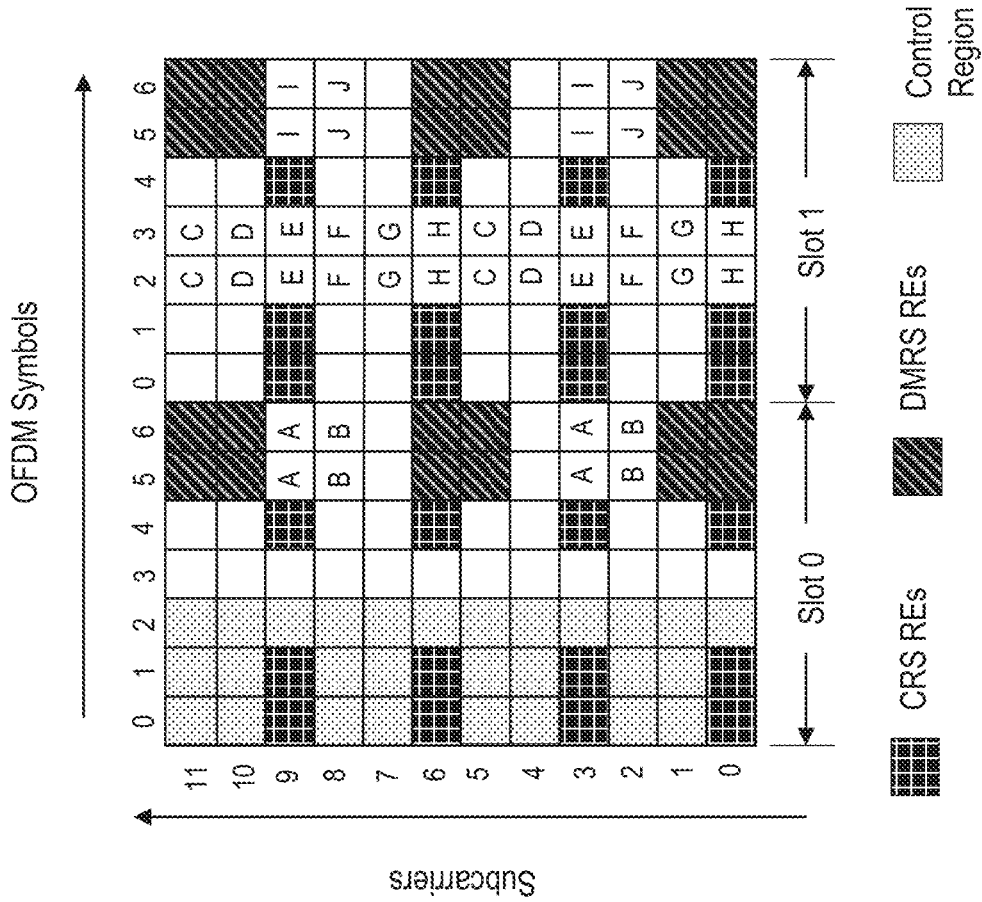 OFDM Symbols
0 1 2 3 4 5 6 0 1 2 3 4 5 6
11 C C
10 D D
9 A A E E I I
8 B B F F J J
7 G G
6 H H
5 C C
4 D D
3 A A E E I I
2 B B F F J J
1 G G
0 H H
Subcarriers
Slot 0 Slot 1
CRS REs
DMRS REs
Control
Region